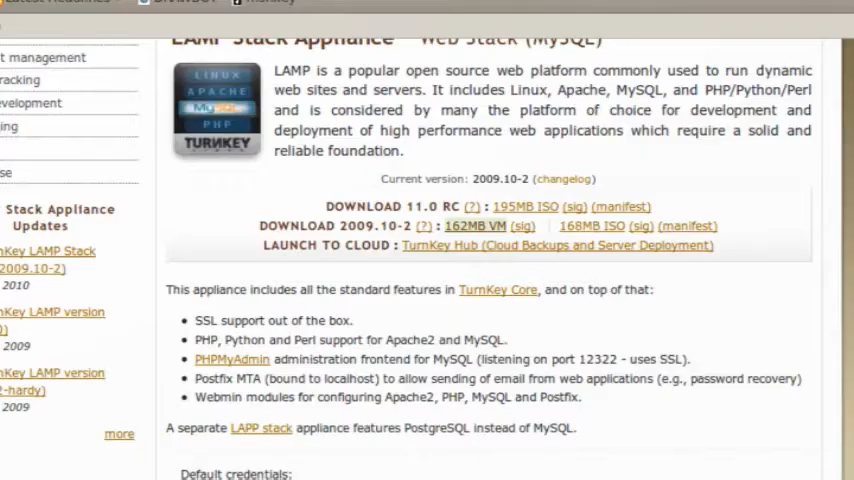 LAMP Stack Appliance - Web Stack (MySQL)
t management
racking
evelopment
ing
se
LINUX
APACHE
MySQL
PHP
TURNKEY
LAMP is a popular open source web platform commonly used to run dynamic
web sites and servers. It includes Linux, Apache, MySQL, and PHP/Python/Perl
and is considered by many the platform of choice for development and
deployment of high performance web applications which require a solid and
reliable foundation.
Current version: 2009.10-2 (changelog)
DOWNLOAD 11.0 RC (?) : 195MB ISO (sig) (manifest)
DOWNLOAD 2009.10-2 (?) : 162MB VM (sig) 168MB ISO (sig) (manifest)
LAUNCH TO CLOUD : TurnKey Hub (Cloud Backups and Server Deployment)
Stack Appliance
Updates
nKey LAMP Stack
2009.10-2)
2010
nKey LAMP version
)
2009
nKey LAMP version
2-hardy)
2009
more
This appliance includes all the standard features in TurnKey Core, and on top of that:
• SSL support out of the box.
• PHP, Python and Perl support for Apache2 and MySQL.
• PHPMyAdmin administration frontend for MySQL (listening on port 12322 - uses SSL).
• Postfix MTA (bound to localhost) to allow sending of email from web applications (e.g., password recovery)
• Webmin modules for configuring Apache2, PHP, MySQL and Postfix.
A separate LAPP stack appliance features PostgreSQL instead of MySQL.
Default credentials: